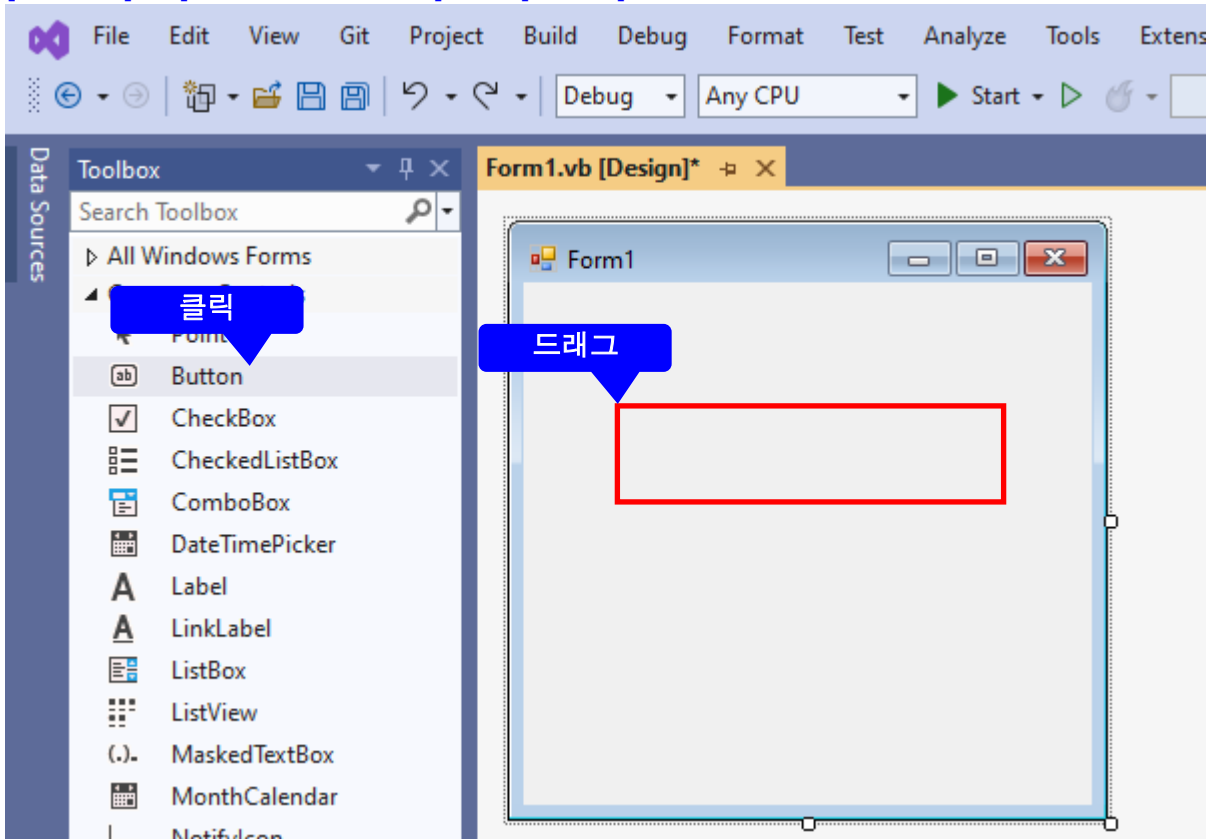 File Edit View Git Project Build Debug Format Test Analyze Tools Extens
Debug Any CPU Start
Data Sources
Toolbox
Form1.vb [Design]*
Search Toolbox
All Windows Forms
Form1
클릭
드래그
Button
CheckBox
CheckedListBox
ComboBox
DateTimePicker
Label
LinkLabel
ListBox
ListView
MaskedTextBox
MonthCalendar
NotifyIcon